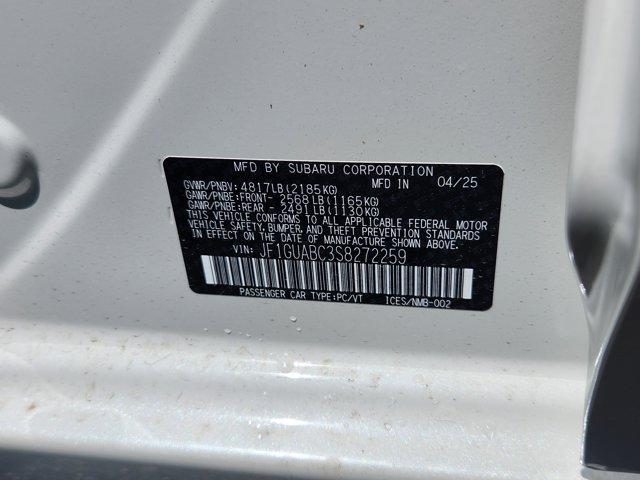 MFD BY SUBARU CORPORATION
GVWR/PNBV: 4817LB(2185KG) MFD IN 04/25
GAWR/PNBE:FRONT- 2568LB(1165KG)
GAWR/PNBE:REAR - 2491LB(1130KG)
THIS VEHICLE CONFORMS TO ALL APPLICABLE FEDERAL MOTOR
VEHICLE SAFETY, BUMPER, AND THEFT PREVENTION STANDARDS
IN EFFECT ON THE DATE OF MANUFACTURE SHOWN ABOVE.
VIN: JF1GUABC3S8272259
PASSENGER CAR TYPE:PC/VT ICES/NMB-002